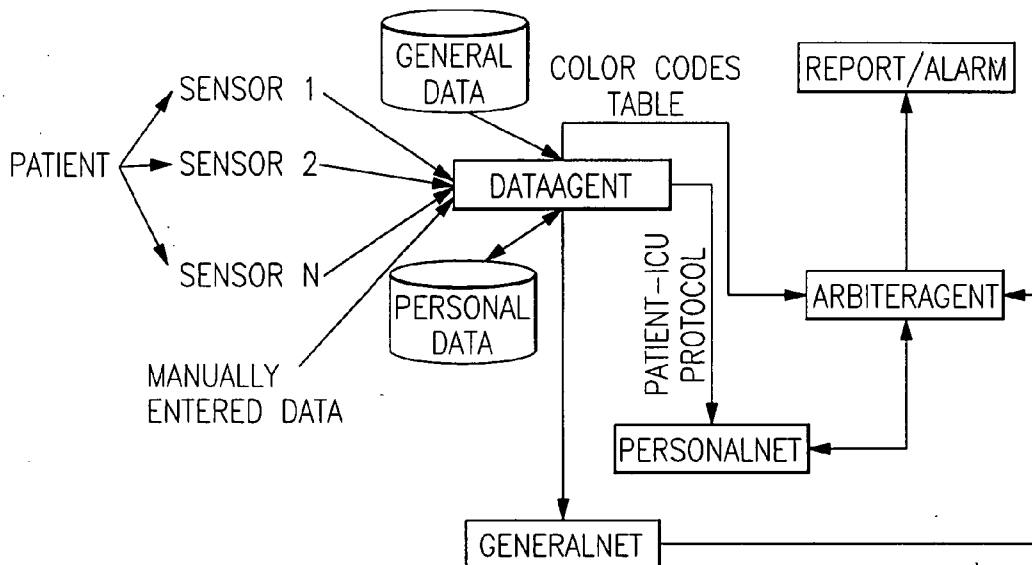 GENERAL
DATA
COLOR CODES
TABLE
REPORT/ALARM
SENSOR 1
PATIENT
SENSOR 2
DATAAGENT
SENSOR N
PERSONAL
DATA
PATIENT-ICU
PROTOCOL
ARBITERAGENT
MANUALLY
ENTERED DATA
PERSONALNET
GENERALNET